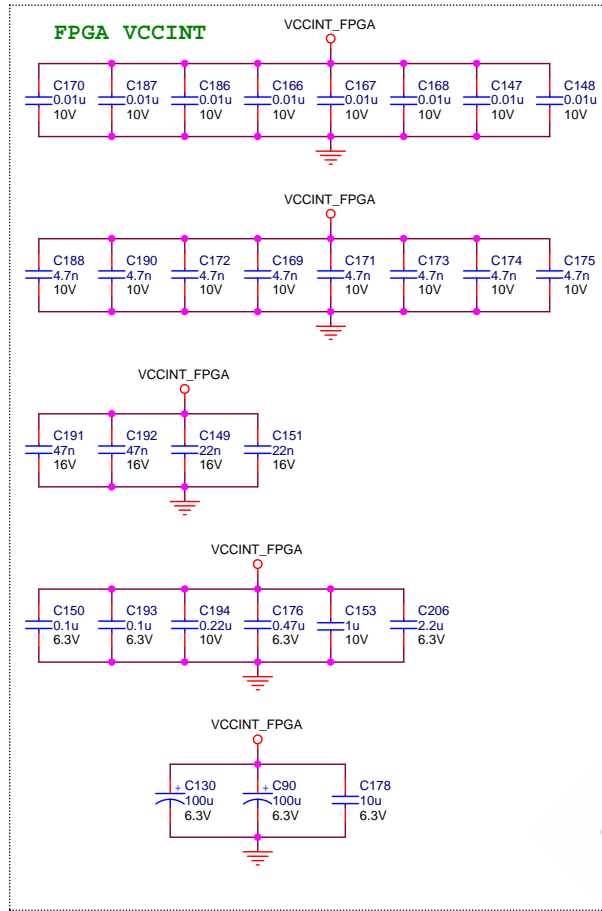 FPGA VCCINT
VCCINT_FPGA
C170 C187 C186 C166 C167 C168 C147 C148
0.01u 0.01u 0.01u 0.01u 0.01u 0.01u 0.01u 0.01u
10V 10V 10V 10V 10V 10V 10V 10V
VCCINT_FPGA
C188 C190 C172 C169 C171 C173 C174 C175
4.7n 4.7n 4.7n 4.7n 4.7n 4.7n 4.7n 4.7n
10V 10V 10V 10V 10V 10V 10V 10V
VCCINT_FPGA
C191 C192 C149 C151
47n 47n 22n 22n
16V 16V 16V 16V
VCCINT_FPGA
C150 C193 C194 C176 C153 C206
0.1u 0.1u 0.22u 0.47u 1u 2.2u
6.3V 6.3V 10V 6.3V 10V 6.3V
VCCINT_FPGA
+ C130 + C90 C178
100u 100u 10u
6.3V 6.3V 6.3V